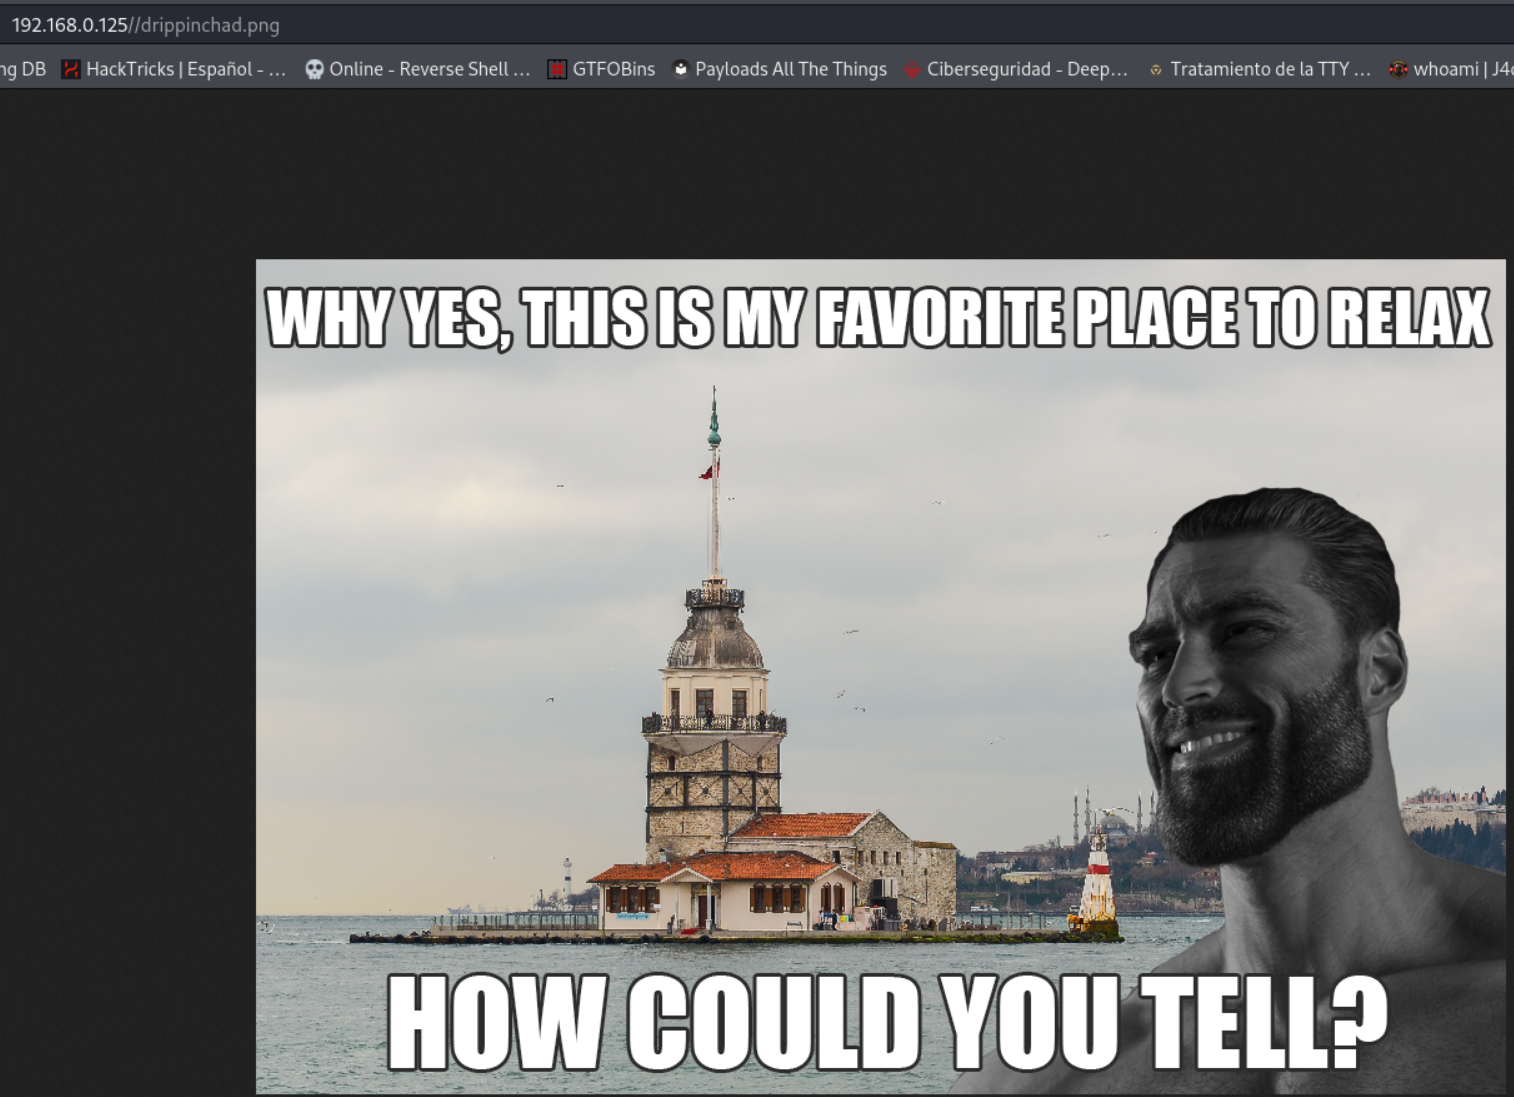 192.168.0.125//drippinchad.png
ng DB HackTricks | Español - ... Online - Reverse Shell ... GTFOBins Payloads All The Things Ciberseguridad - Deep... Tratamiento de la TTY ... whoami | J4
WHY YES, THIS IS MY FAVORITE PLACE TO RELAX
HOW COULD YOU TELL?